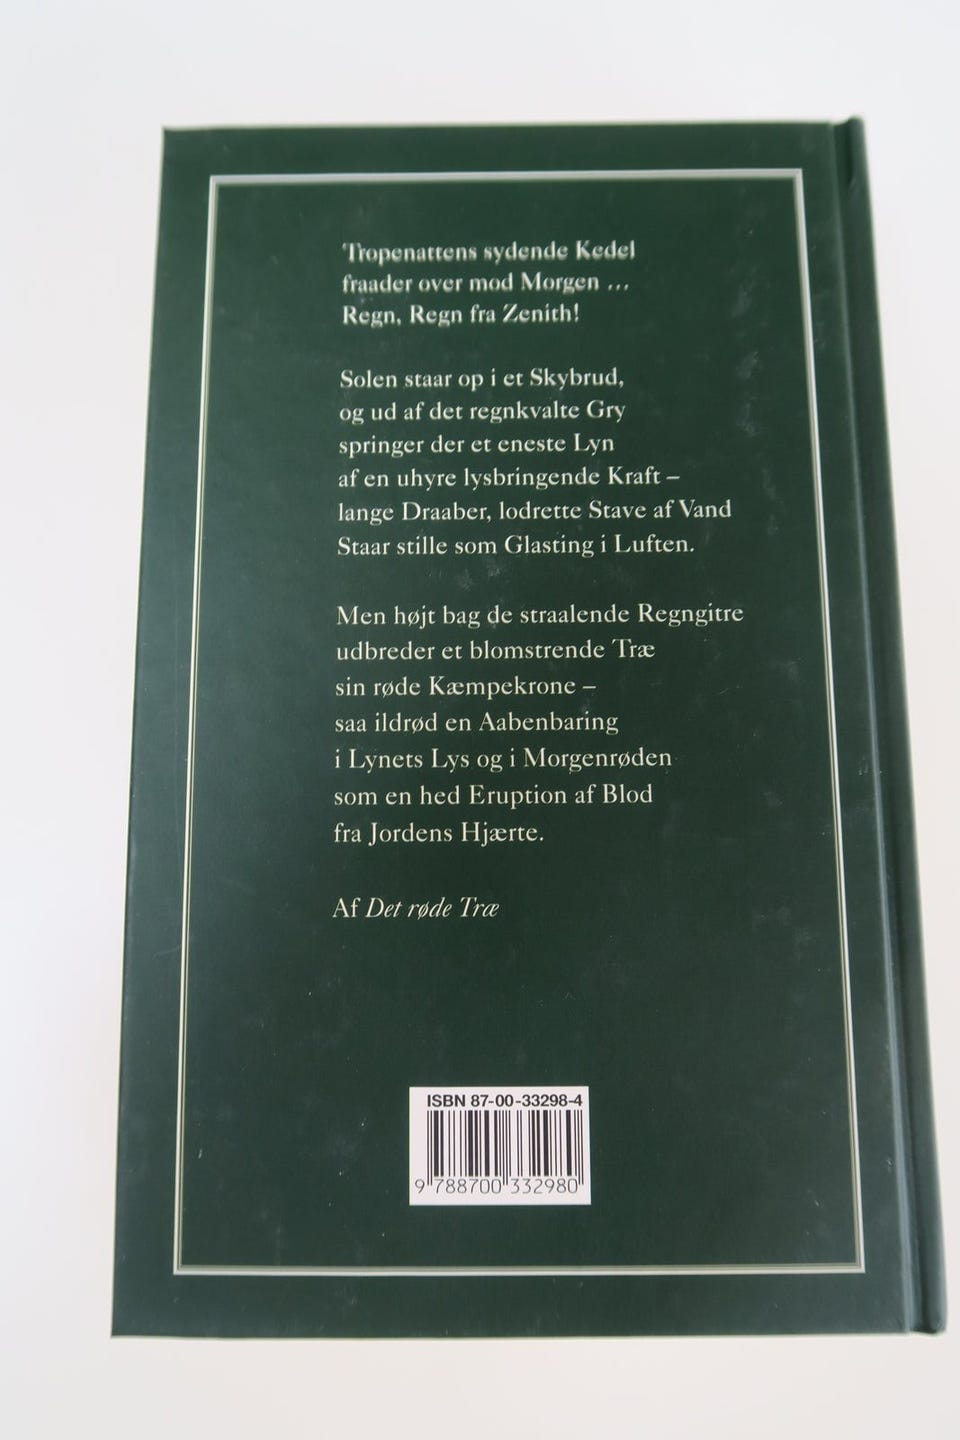 Tropenattens sydende Kedel
fraader over mod Morgen ...
Regn, Regn fra Zenith!
Solen staar op i et Skybrud,
og ud af det regnkvalte Gry
springer der et eneste Lyn
af en uhyre lysbringende Kraft –
lange Draaber, lodrette Stave af Vand
Staar stille som Glasting i Luften.
Men højt bag de straalende Regngitre
udbreder et blomstrende Træ
sin røde Kæmpekrone –
saa ildrød en Aabenbaring
i Lynets Lys og i Morgenrøden
som en hed Eruption af Blod
fra Jordens Hjærte.
Af Det røde Træ
ISBN 87-00-33298-4
9 788700 332980